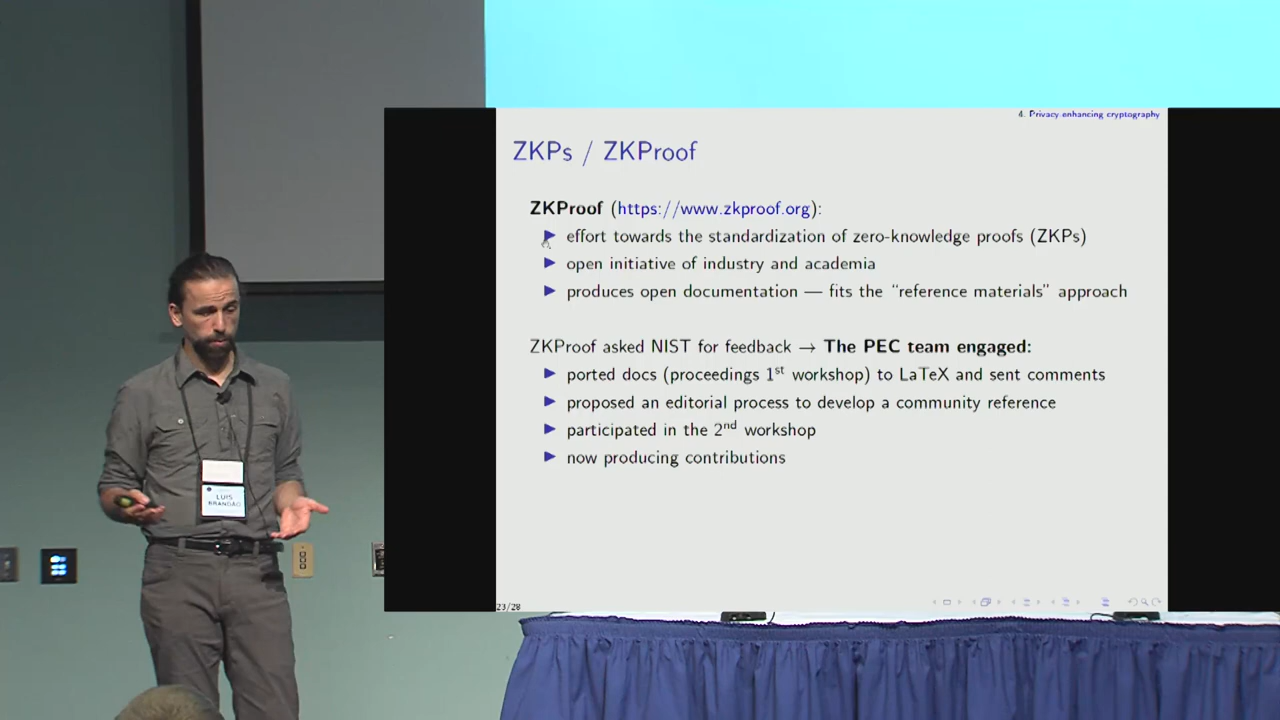 4. Privacy enhancing cryptography
ZKPs / ZKProof
ZKProof (https://www.zkproof.org):
► effort towards the standardization of zero-knowledge proofs (ZKPs)
► open initiative of industry and academia
► produces open documentation — fits the “reference materials” approach
ZKProof asked NIST for feedback → The PEC team engaged:
► ported docs (proceedings 1st workshop) to LaTeX and sent comments
► proposed an editorial process to develop a community reference
► participated in the 2nd workshop
► now producing contributions
23/28
LUIS
BRANDÃO